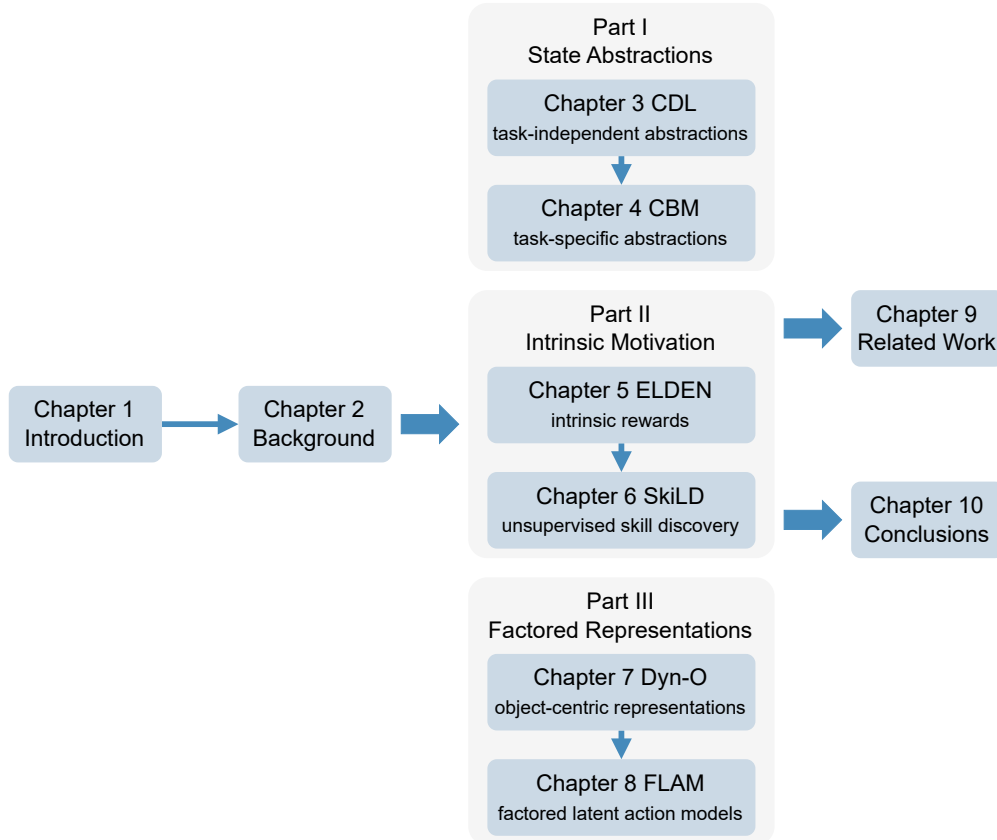 Chapter 1
Introduction
Chapter 2
Background
Part I
State Abstractions
Chapter 3 CDL
task-independent abstractions
Chapter 4 CBM
task-specific abstractions
Part II
Intrinsic Motivation
Chapter 5 ELDEN
intrinsic rewards
Chapter 6 SkiLD
unsupervised skill discovery
Part III
Factored Representations
Chapter 7 Dyn-O
object-centric representations
Chapter 8 FLAM
factored latent action models
Chapter 9
Related Work
Chapter 10
Conclusions